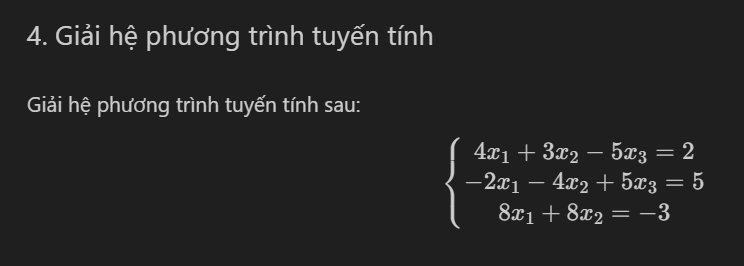 4. Giải hệ phương trình tuyến tính
Giải hệ phương trình tuyến tính sau:
4x₁ + 3x₂ − 5x₃ = 2
−2x₁ − 4x₂ + 5x₃ = 5
8x₁ + 8x₂ = −3